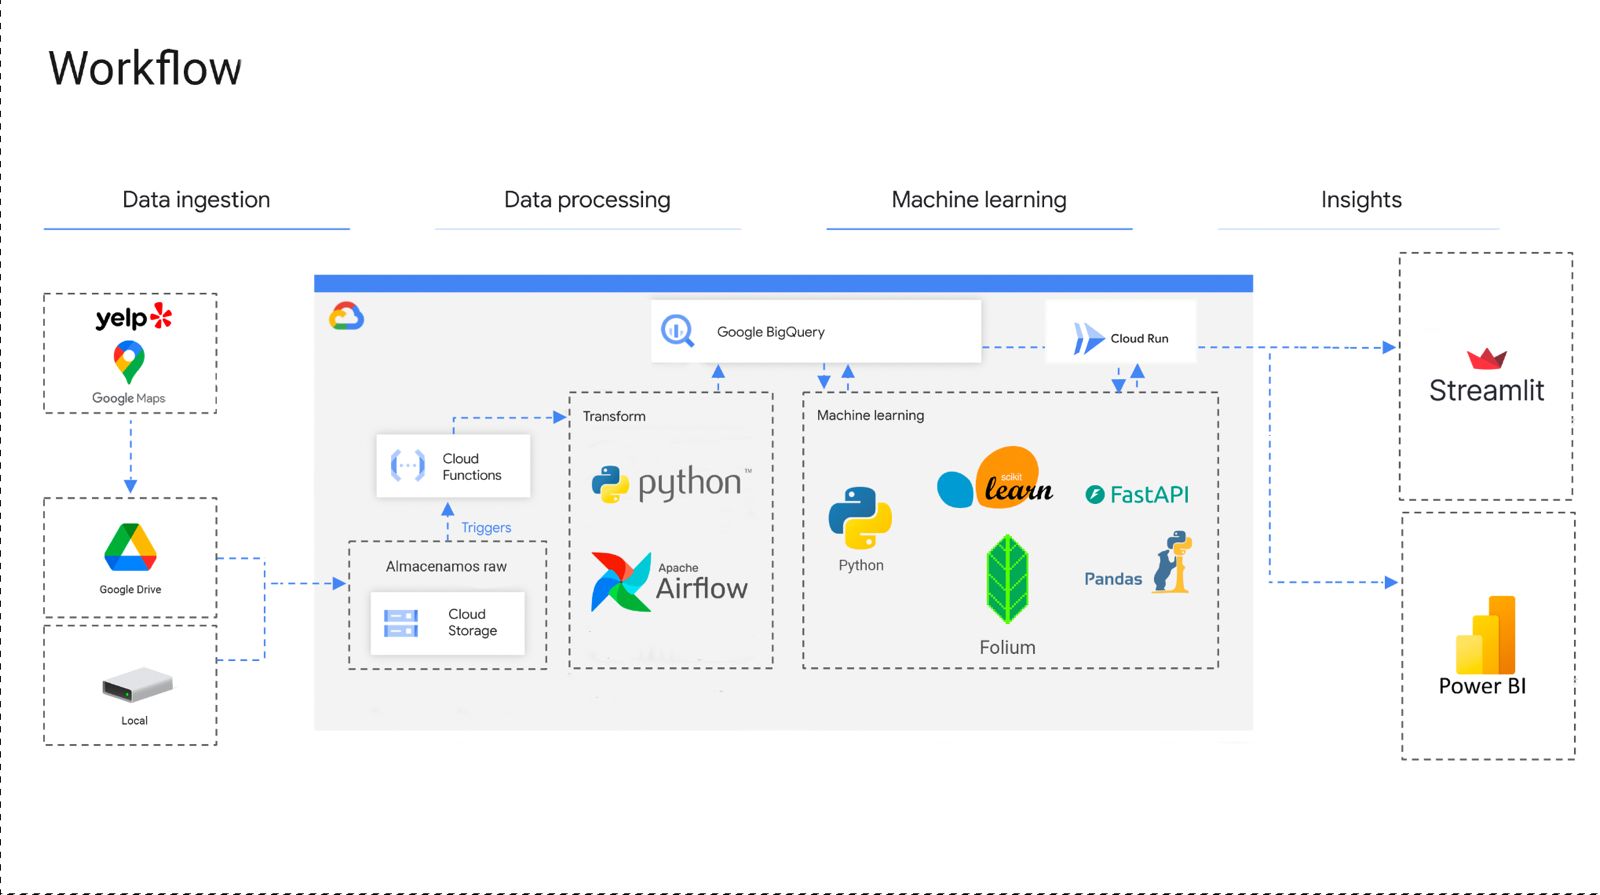 Workflow
Data ingestion
Data processing
Machine learning
Insights
yelp
Google Maps
Google Drive
Local
Almacenamos raw
Cloud
Storage
Triggers
Cloud
Functions
Transform
python™
Apache
Airflow
Google BigQuery
Cloud Run
Machine learning
Python
scikit
learn
FastAPI
Folium
Pandas
Streamlit
Power BI